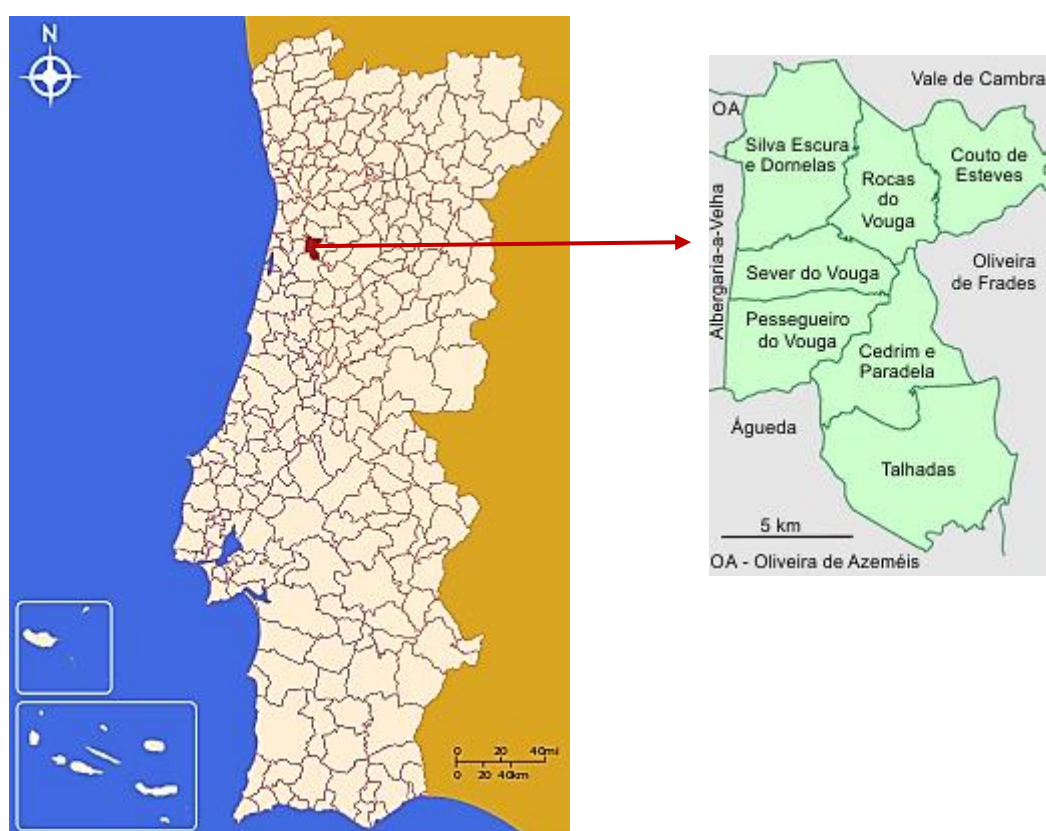 N
0 20 40mi
0 20 40km
Vale de Cambra
OA
Silva Escura
e Dornelas
Couto de
Esteves
Rocas
do
Vouga
Albergaria-a-Velha
Sever do Vouga
Oliveira
de Frades
Pessegueiro
do Vouga
Cedrim e
Paradela
Águeda
Talhadas
5 km
OA - Oliveira de Azeméis